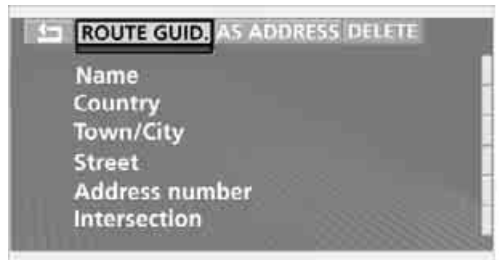 ROUTE GUID. AS ADDRESS DELETE
Name
Country
Town/City
Street
Address number
Intersection